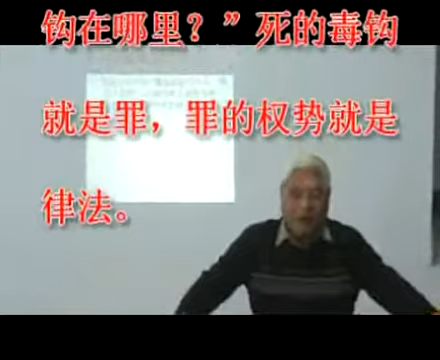 钩在哪里？”死的毒钩
就是罪，罪的权势就是
律法。